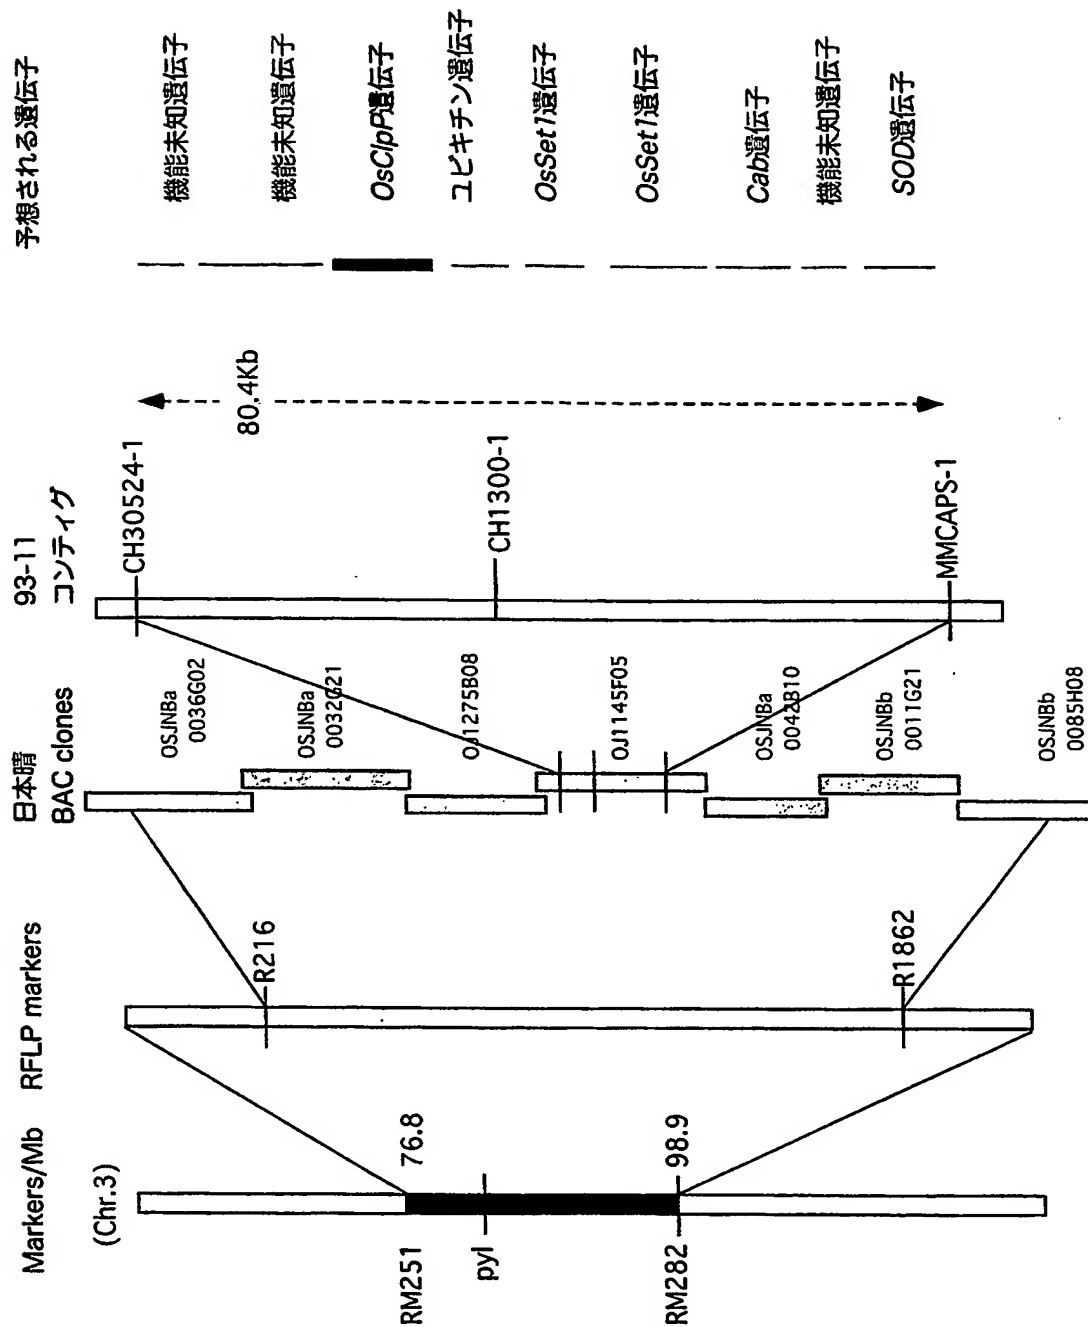 Markers/Mb
(Chr.3)
RM251
pyl
RM282
76.8
98.9
RFLP markers
R216
R1862
日本晴
BAC clones
OSJNBa
0036G02
OSJNBa
0032G21
OJ1275B08
OJ1145F05
OSJNBa
0042B10
OSJNBb
0011G21
OSJNBb
0085H08
93-11
コンティグ
CH30524-1
CH1300-1
MMCAPS-1
80.4Kb
予想される遺伝子
機能未知遺伝子
機能未知遺伝子
OsClpP遺伝子
ユビキチン遺伝子
OsSet1遺伝子
OsSet1遺伝子
Cab遺伝子
機能未知遺伝子
SOD遺伝子